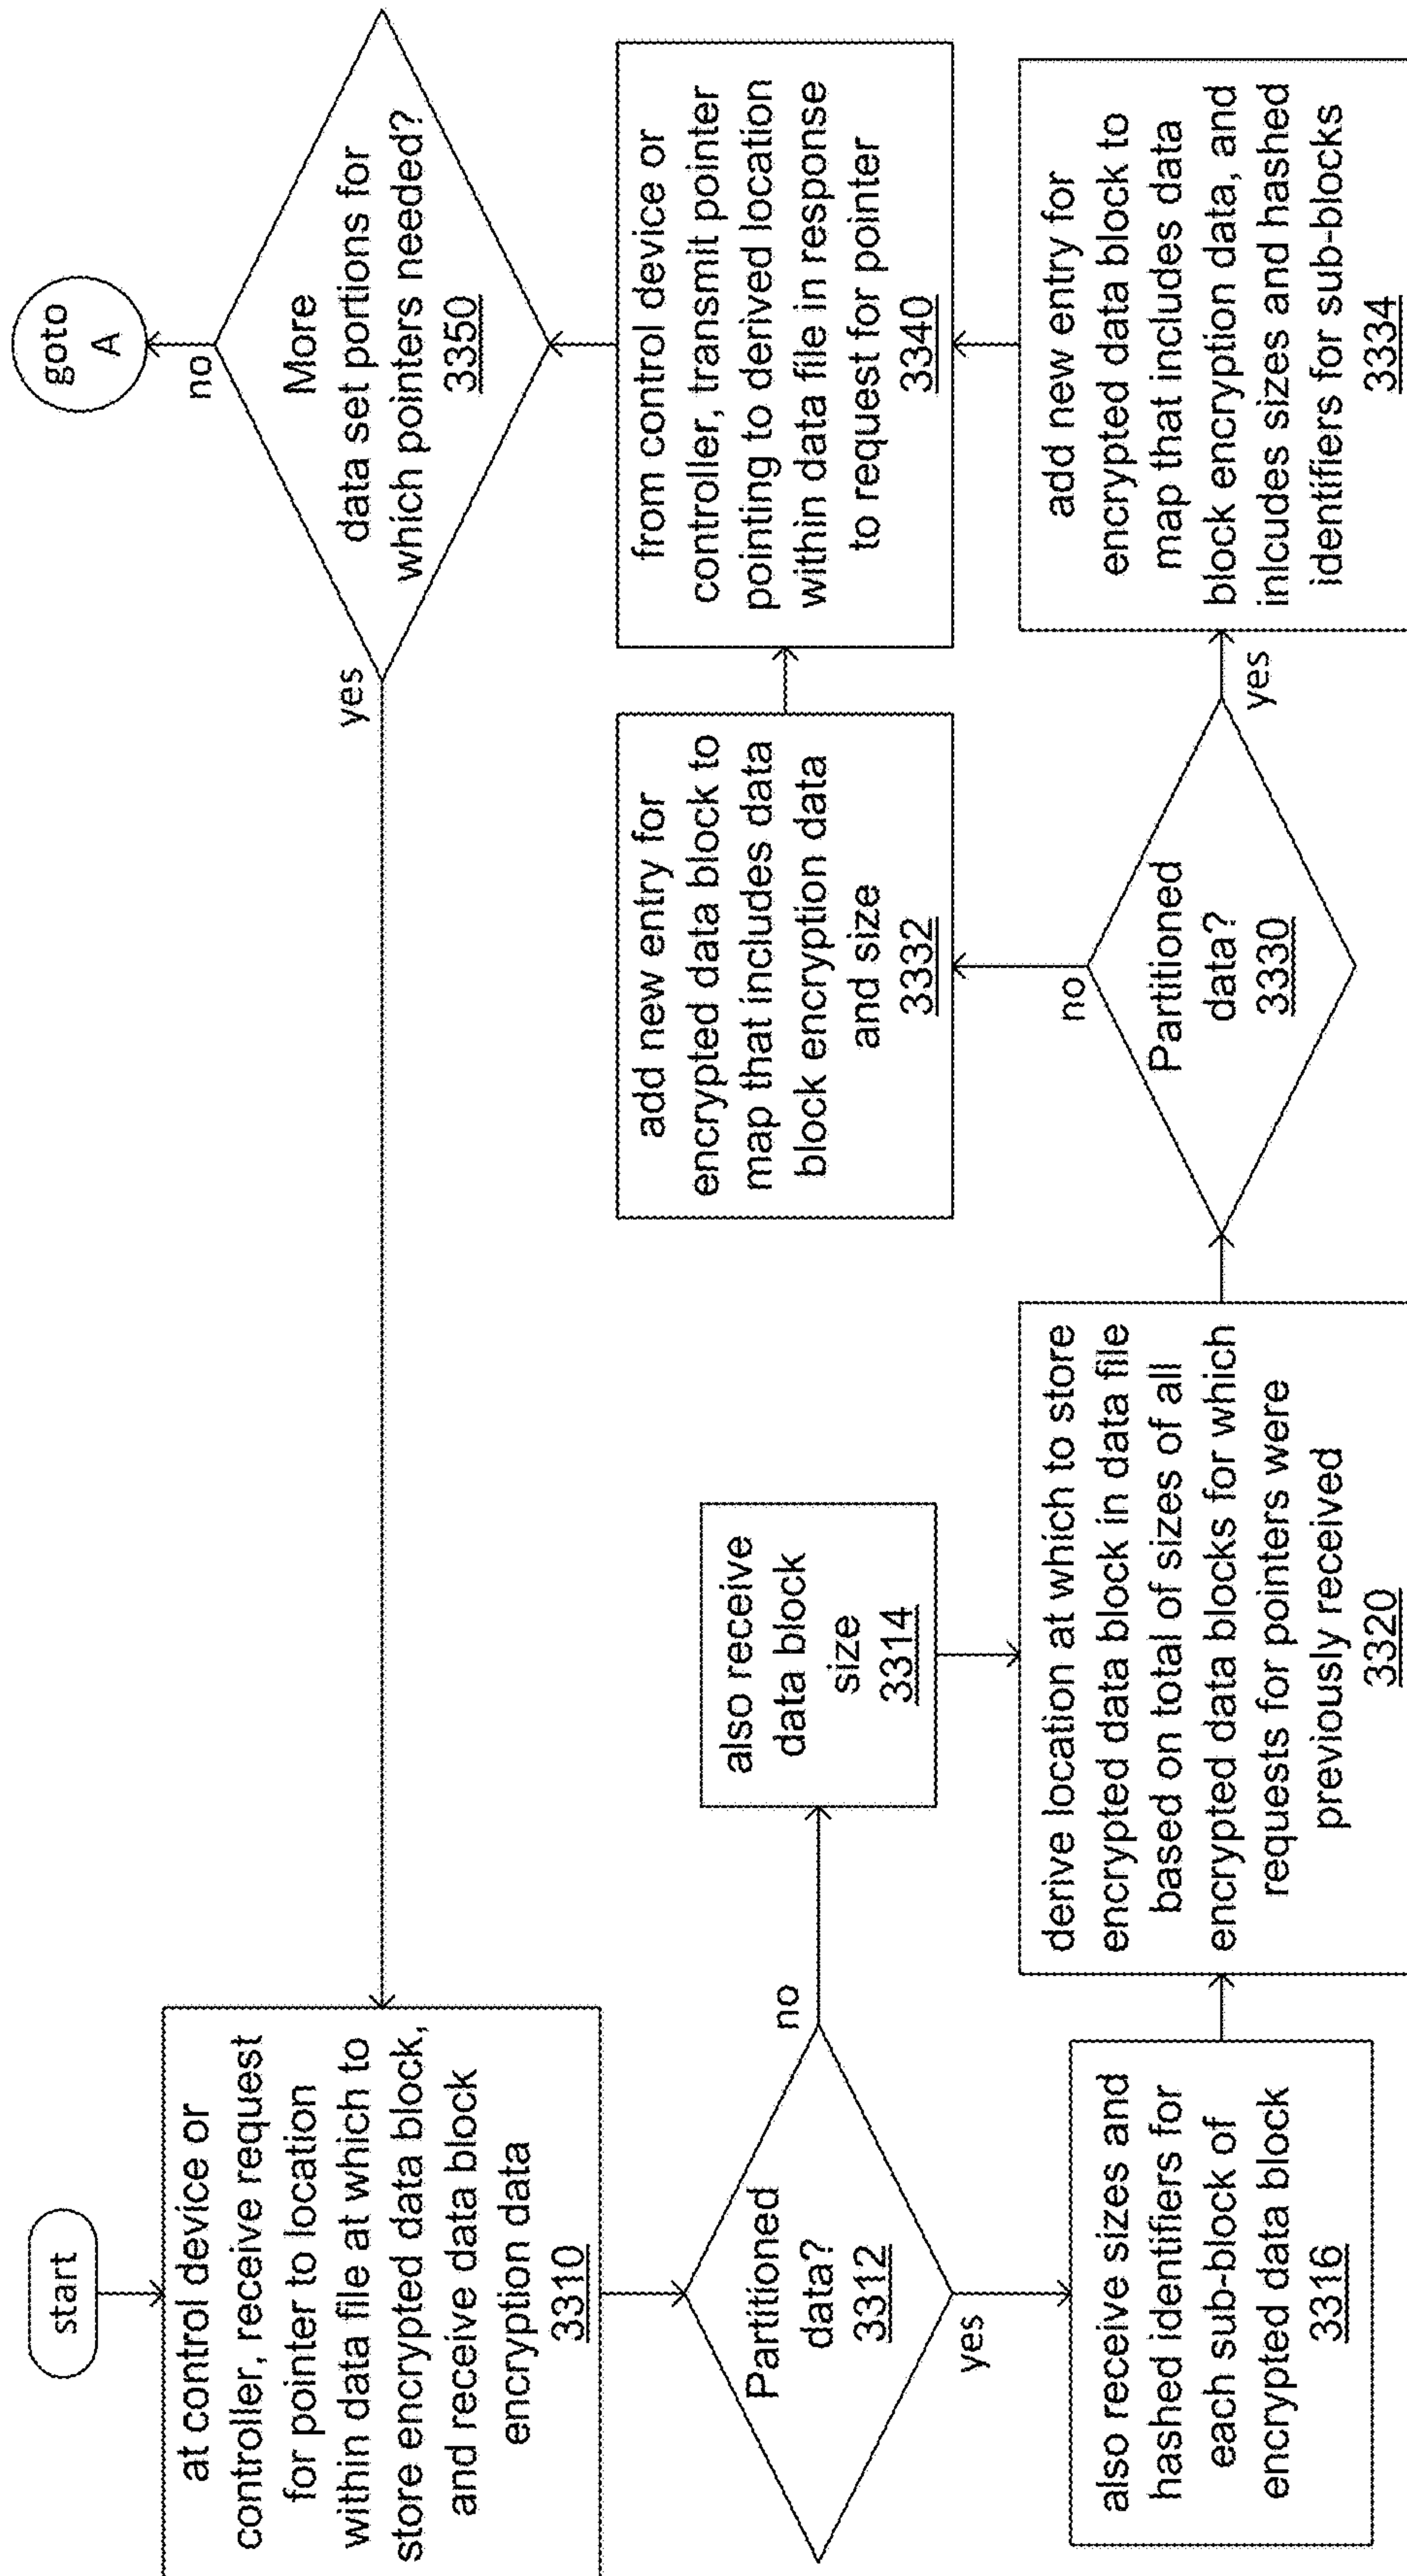 start
at control device or
controller, receive request
for pointer to location
within data file at which to
store encrypted data block,
and receive data block
encryption data
3310
Partitioned
data?
3312
no
yes
also receive
data block
size
3314
also receive sizes and
hashed identifiers for
each sub-block of
encrypted data block
3316
derive location at which to store
encrypted data block in data file
based on total of sizes of all
encrypted data blocks for which
requests for pointers were
previously received
3320
Partitioned
data?
3330
no
yes
add new entry for
encrypted data block to
map that includes data
block encryption data
and size
3332
add new entry for
encrypted data block to
map that includes data
block encryption data, and
inlcudes sizes and hashed
identifiers for sub-blocks
3334
from control device or
controller, transmit pointer
pointing to derived location
within data file in response
to request for pointer
3340
More
data set portions for
which pointers needed?
3350
yes
no
goto
A